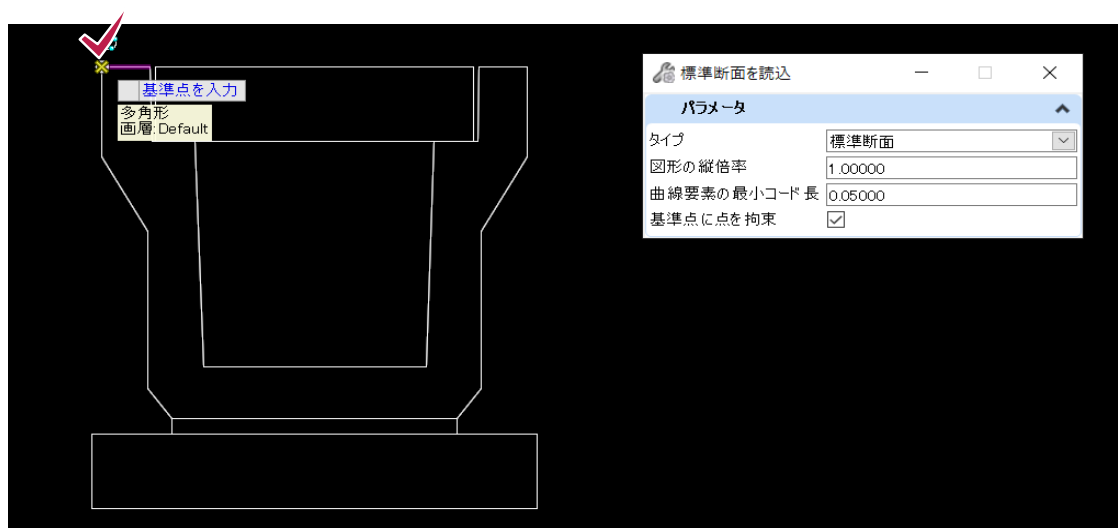 基準点を入力
多角形
画層:Default
標準断面を読込
パラメータ
タイプ 標準断面
図形の縦倍率 1.00000
曲線要素の最小コード長 0.05000
基準点に点を拘束